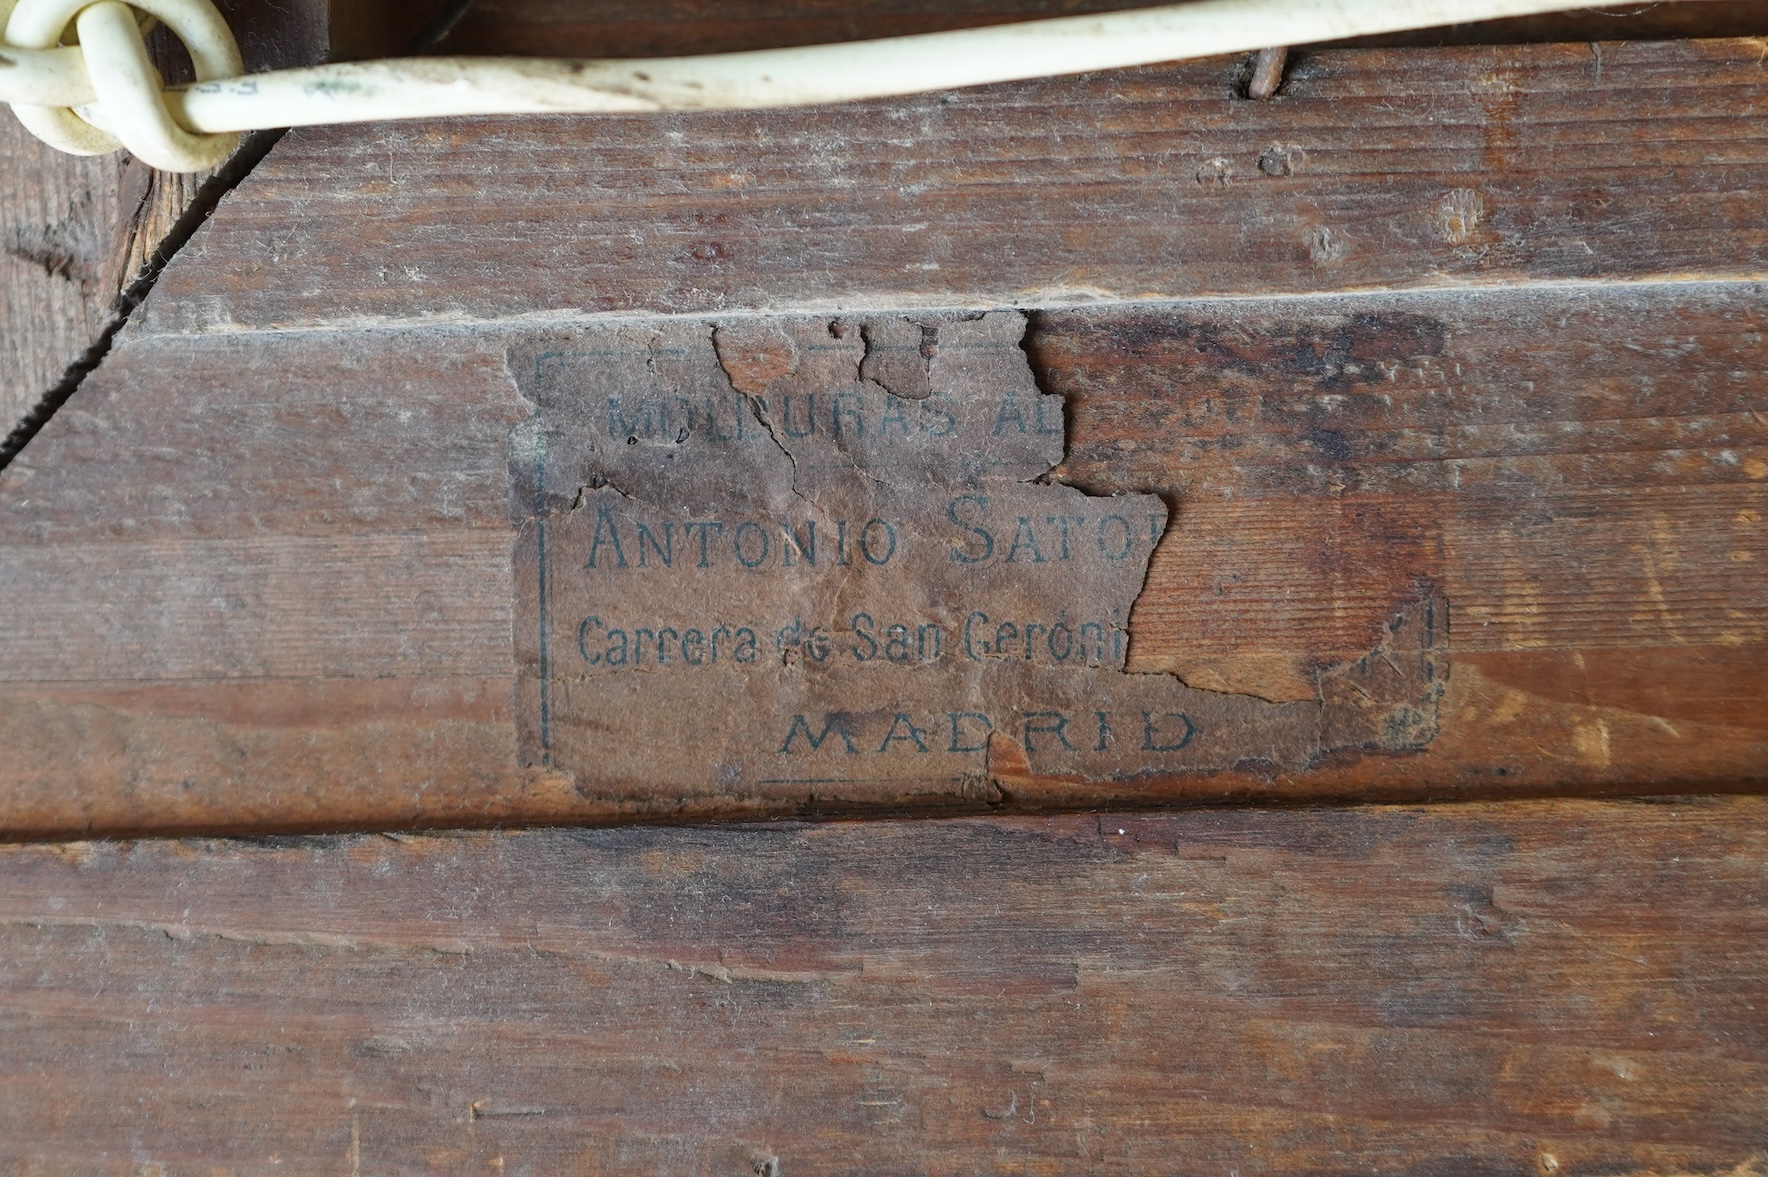 MOLDURAS AL
ANTONIO SATO
Carrera de San Geróni
MADRID